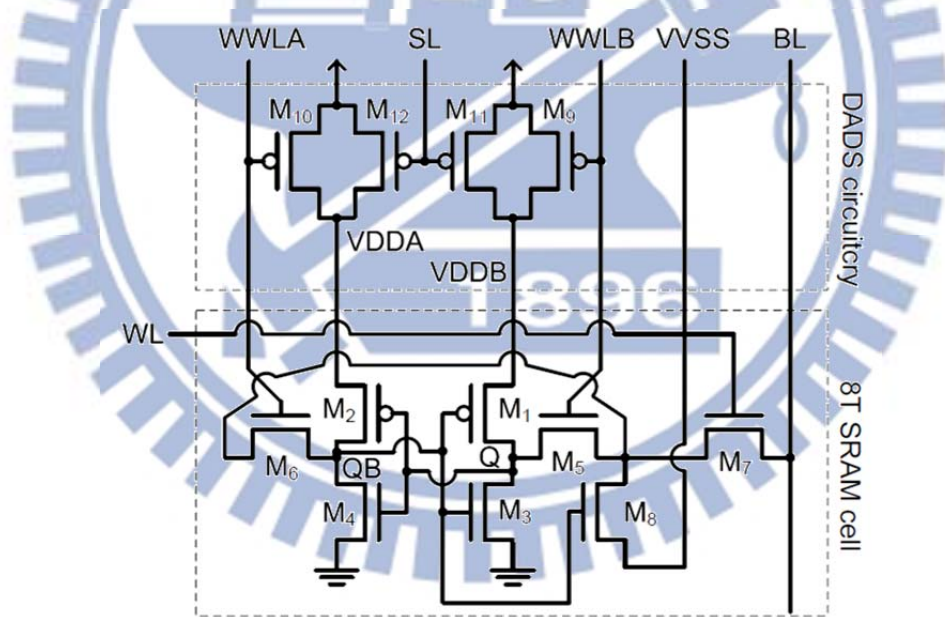 WWLA SL WWLB VVSS BL
M10 M12 M11 M9
DADS circuitcry
VDDA
VDDB
1896
WL
M2 M1
M6 QB Q M5 M7
M4 M3 M8
8T SRAM cell